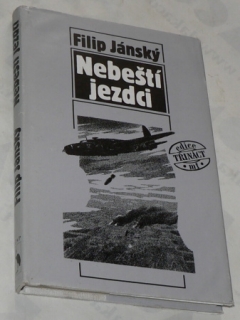 Filip Jánský
Nebeští
jezdci
edice
TŘINÁCT
mf